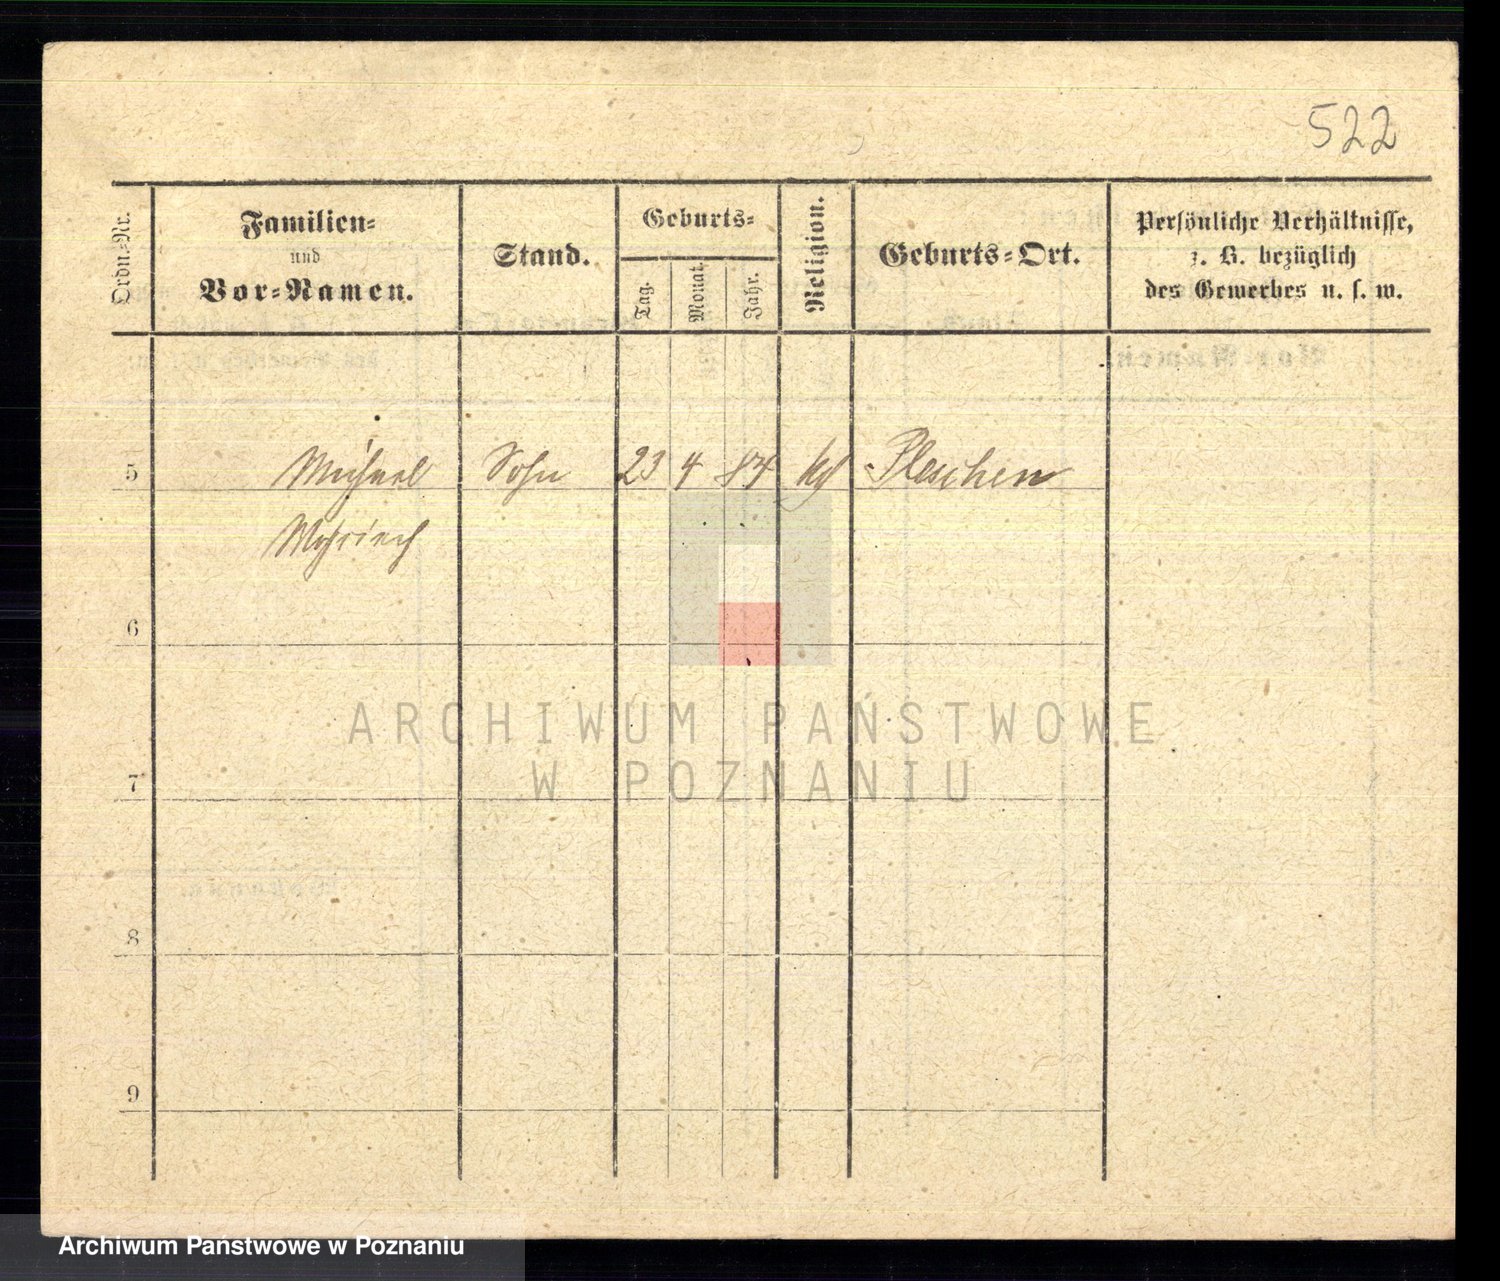 522
Ordn.-Nr.
Familien-
und
Vor-Namen.
Stand.
Geburts-
Tag.
Monat.
Jahr.
Religion.
Geburts-Ort.
Persönliche Verhältnisse,
z. B. bezüglich
des Gewerbes u. s. w.
5 Michael Sohn 23 4 84 Pleschen
6
7
8
9
ARCHIWUM PAŃSTWOWE
W POZNANIU
Archiwum Państwowe w Poznaniu